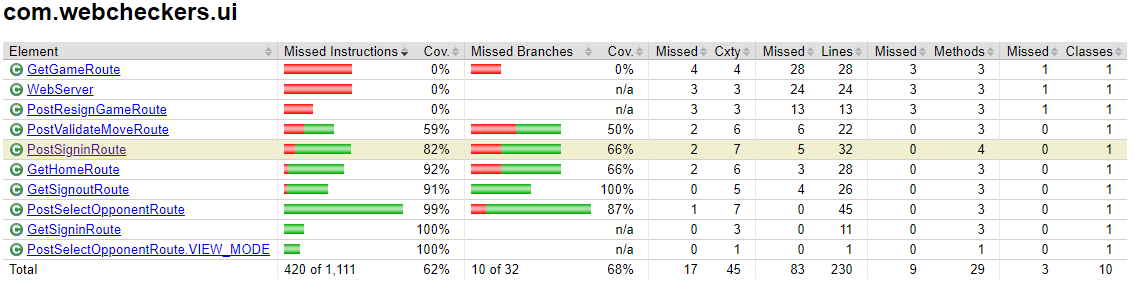 com.webcheckers.ui
Element Missed Instructions Cov. Missed Branches Cov. Missed Cxty Missed Lines Missed Methods Missed Classes
GetGameRoute 0% 0% 4 4 28 28 3 3 1 1
WebServer 0% n/a 3 3 24 24 3 3 1 1
PostResignGameRoute 0% n/a 3 3 13 13 3 3 1 1
PostValidateMoveRoute 59% 50% 2 6 6 22 0 3 0 1
PostSigninRoute 82% 66% 2 7 5 32 0 4 0 1
GetHomeRoute 92% 66% 2 6 3 28 0 3 0 1
GetSignoutRoute 91% 100% 0 5 4 26 0 3 0 1
PostSelectOpponentRoute 99% 87% 1 7 0 45 0 3 0 1
GetSigninRoute 100% n/a 0 3 0 11 0 3 0 1
PostSelectOpponentRoute.VIEW_MODE 100% n/a 0 1 0 1 0 1 0 1
Total 420 of 1,111 62% 10 of 32 68% 17 45 83 230 9 29 3 10